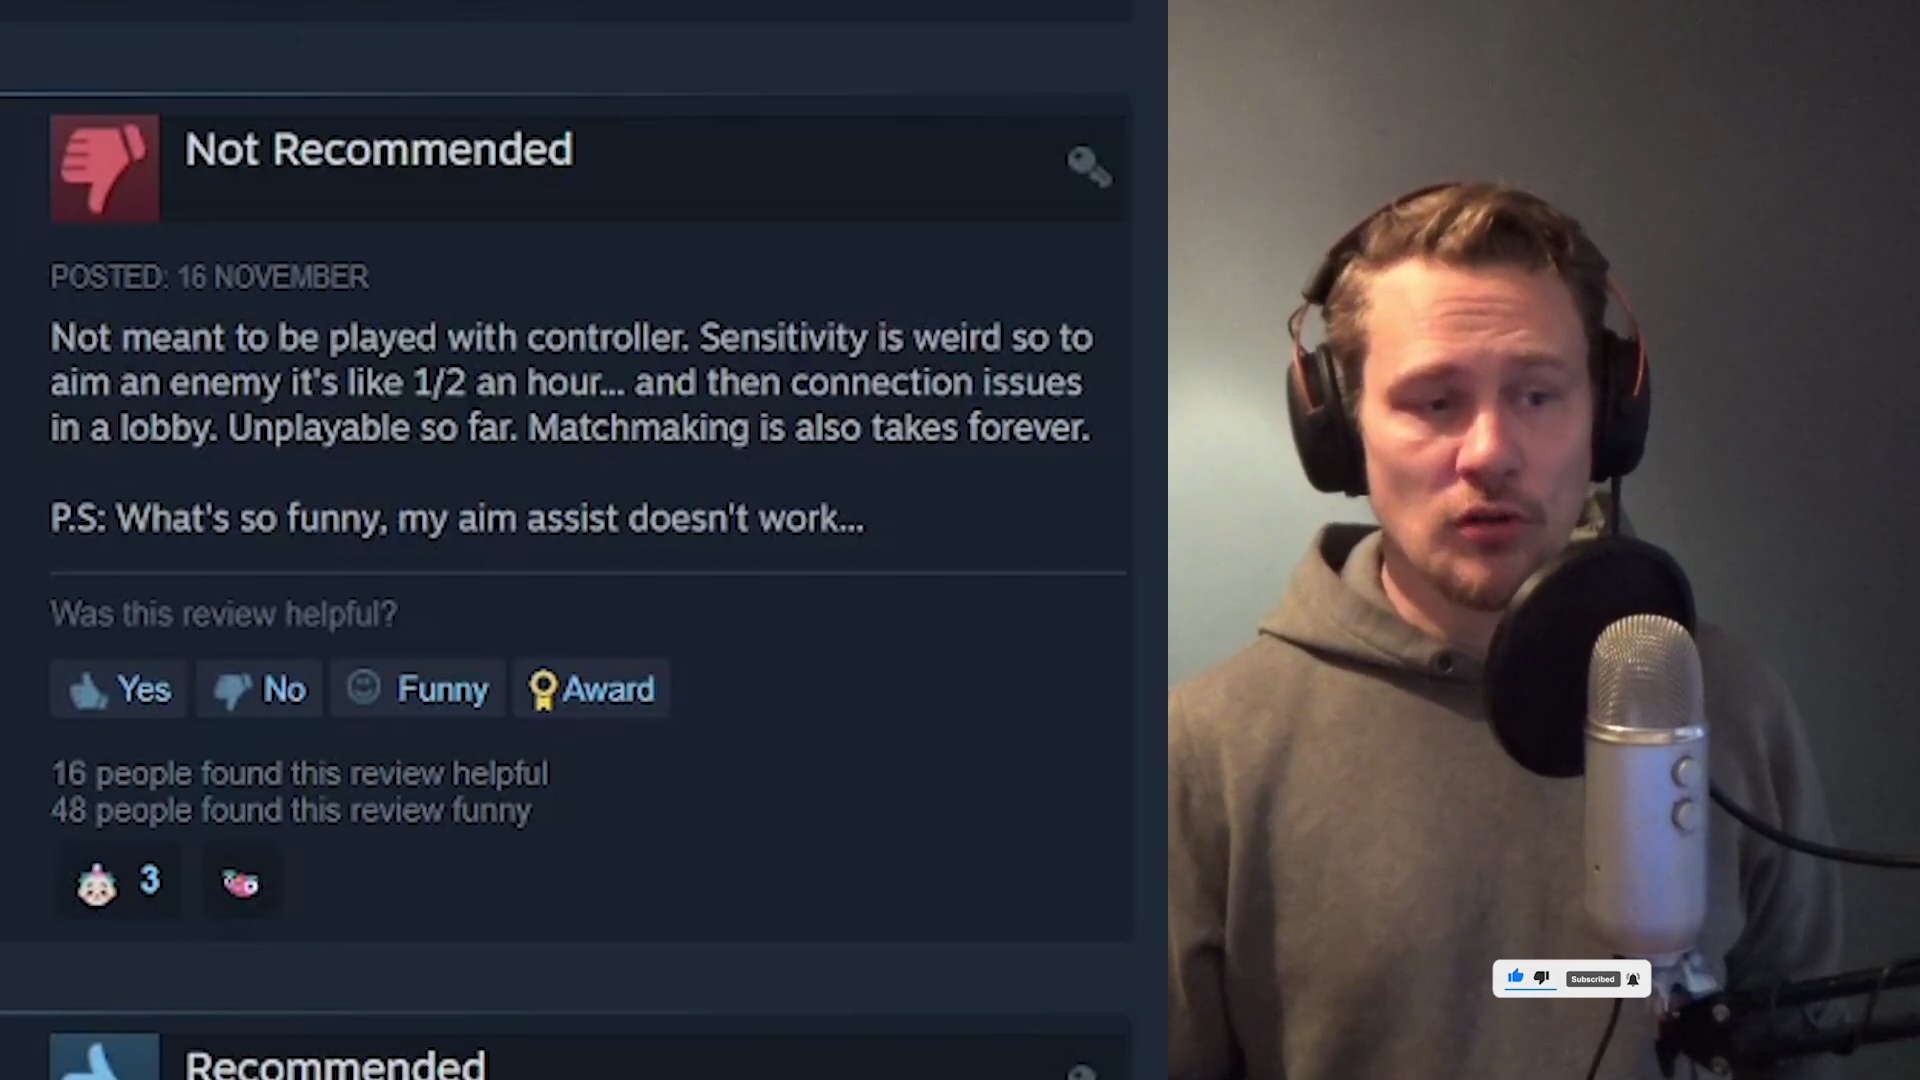 Not Recommended
POSTED: 16 NOVEMBER
Not meant to be played with controller. Sensitivity is weird so to
aim an enemy it's like 1/2 an hour... and then connection issues
in a lobby. Unplayable so far. Matchmaking is also takes forever.
P.S: What's so funny, my aim assist doesn't work...
Was this review helpful?
Yes No Funny Award
16 people found this review helpful
48 people found this review funny
3
Subscribed
Recommended